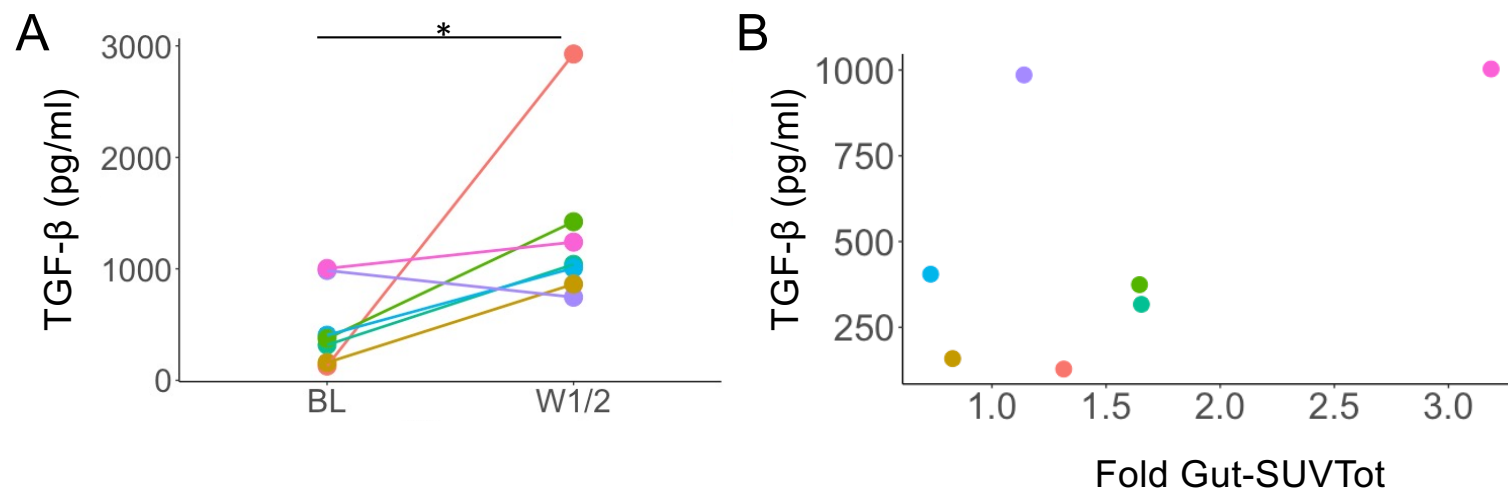 A
*
TGF-β (pg/ml)
3000
2000
1000
0
BL
W1/2
B
TGF-β (pg/ml)
1000
750
500
250
1.0 1.5 2.0 2.5 3.0
Fold Gut-SUVTot